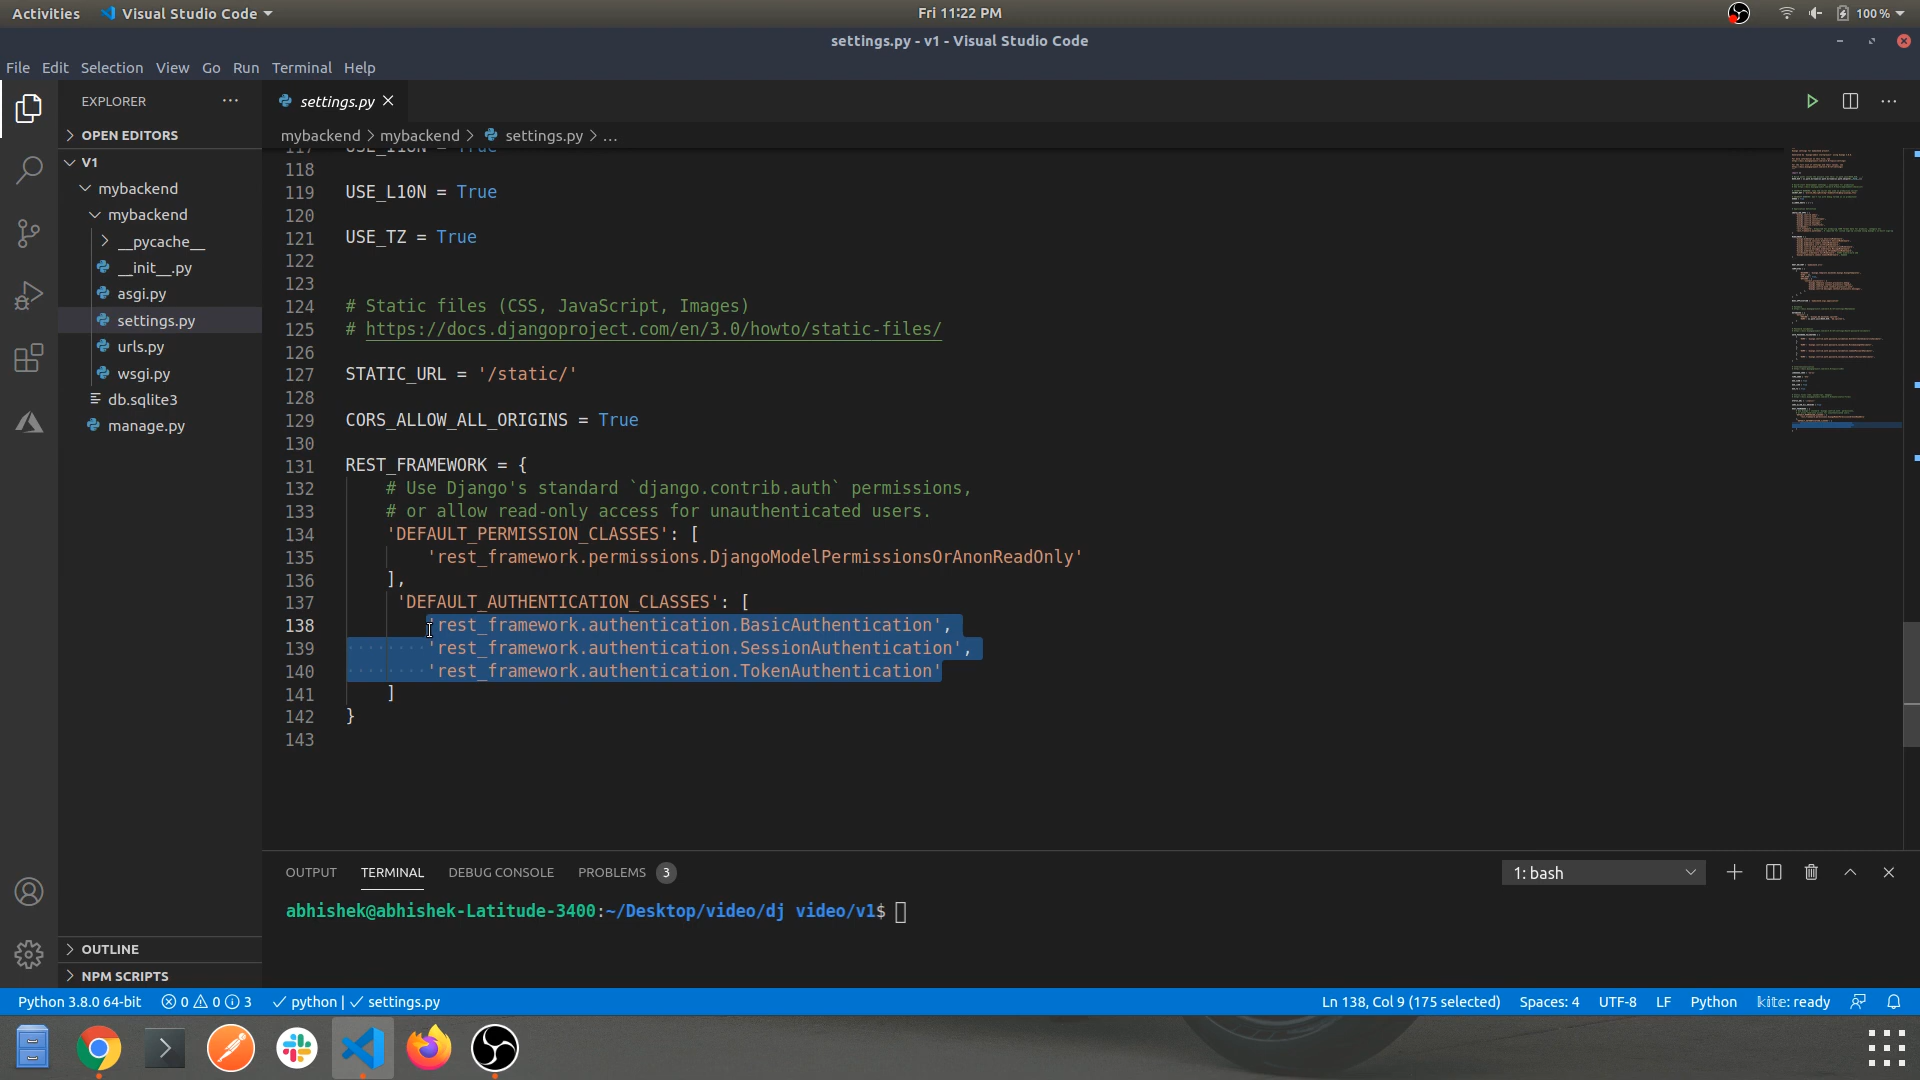 Activities Visual Studio Code Fri 11:22 PM 100 %
settings.py - v1 - Visual Studio Code
File Edit Selection View Go Run Terminal Help
EXPLORER settings.py
OPEN EDITORS mybackend > mybackend > settings.py > ...
V1
mybackend
mybackend
__pycache__
__init__.py
asgi.py
settings.py
urls.py
wsgi.py
db.sqlite3
manage.py
OUTLINE
NPM SCRIPTS
118
119 USE_L10N = True
120
121 USE_TZ = True
122
123
124 # Static files (CSS, JavaScript, Images)
125 # https://docs.djangoproject.com/en/3.0/howto/static-files/
126
127 STATIC_URL = '/static/'
128
129 CORS_ALLOW_ALL_ORIGINS = True
130
131 REST_FRAMEWORK = {
132 # Use Django's standard `django.contrib.auth` permissions,
133 # or allow read-only access for unauthenticated users.
134 'DEFAULT_PERMISSION_CLASSES': [
135 'rest_framework.permissions.DjangoModelPermissionsOrAnonReadOnly'
136 ],
137 'DEFAULT_AUTHENTICATION_CLASSES': [
138 'rest_framework.authentication.BasicAuthentication',
139 'rest_framework.authentication.SessionAuthentication',
140 'rest_framework.authentication.TokenAuthentication'
141 ]
142 }
143
OUTPUT TERMINAL DEBUG CONSOLE PROBLEMS 3 1: bash
abhishek@abhishek-Latitude-3400:~/Desktop/video/dj video/v1$
Python 3.8.0 64-bit 0 0 3 python | settings.py Ln 138, Col 9 (175 selected) Spaces: 4 UTF-8 LF Python kite: ready